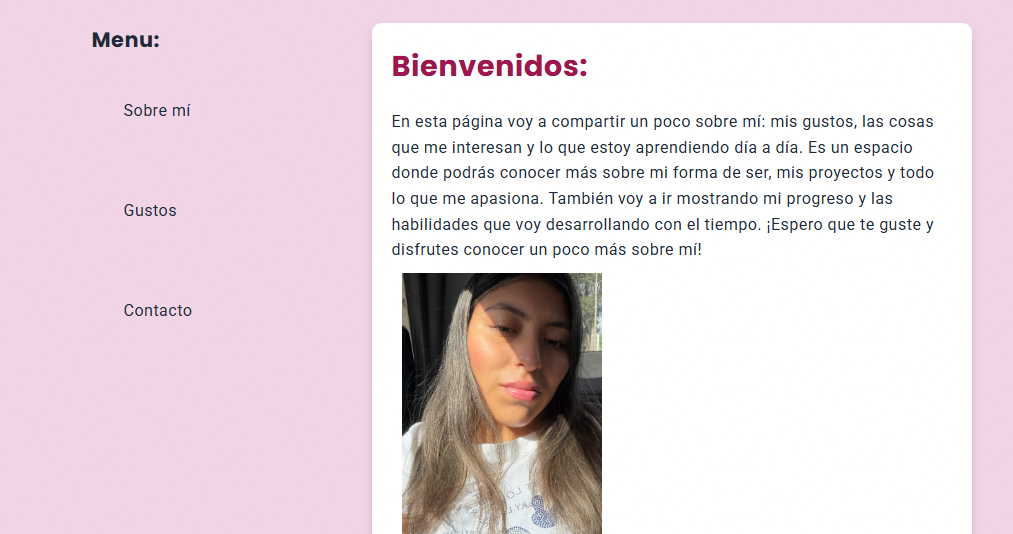 Menu:
Sobre mí
Gustos
Contacto
Bienvenidos:
En esta página voy a compartir un poco sobre mí: mis gustos, las cosas
que me interesan y lo que estoy aprendiendo día a día. Es un espacio
donde podrás conocer más sobre mi forma de ser, mis proyectos y todo
lo que me apasiona. También voy a ir mostrando mi progreso y las
habilidades que voy desarrollando con el tiempo. ¡Espero que te guste y
disfrutes conocer un poco más sobre mí!